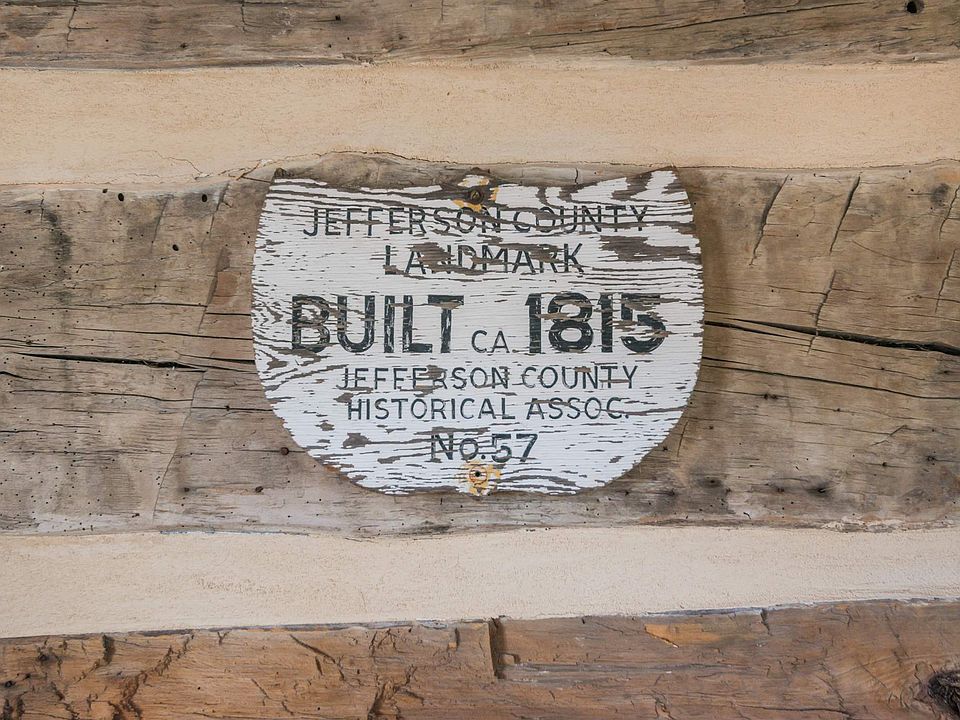 JEFFERSON COUNTY
LANDMARK
BUILT CA. 1815
JEFFERSON COUNTY
HISTORICAL ASSOC.
No. 57